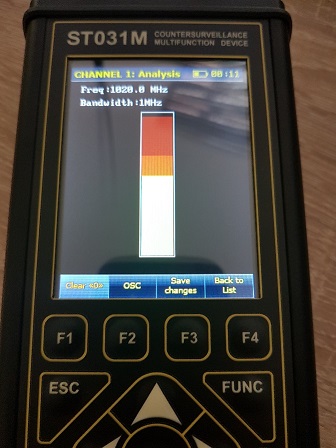 ST031M COUNTERSURVEILLANCE
MULTIFUNCTION DEVICE
CHANNEL 1: Analysis 00:11
Freq:1020.0 MHz
Bandwidth:1MHz
Clear <0> OSC Save changes Back to List
F1 F2 F3 F4
ESC FUNC